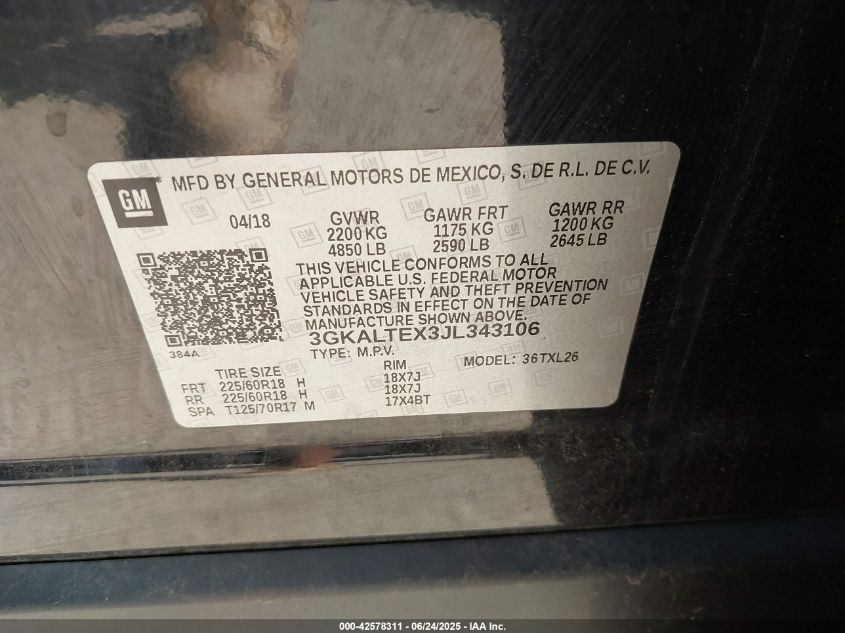 GM
® MFD BY GENERAL MOTORS DE MEXICO, S. DE R.L. DE C.V.
04/18 GVWR GAWR FRT GAWR RR
2200 KG 1175 KG 1200 KG
4850 LB 2590 LB 2645 LB
THIS VEHICLE CONFORMS TO ALL
APPLICABLE U.S. FEDERAL MOTOR
VEHICLE SAFETY AND THEFT PREVENTION
STANDARDS IN EFFECT ON THE DATE OF
MANUFACTURE SHOWN ABOVE.
3GKALTEX3JL343106
384A
TYPE: M.P.V. MODEL: 36TXL26
TIRE SIZE RIM
FRT 225/60R18 H 18X7J
RR 225/60R18 H 18X7J
SPA T125/70R17 M 17X4BT
000-42578311 - 06/24/2025 - IAA Inc.